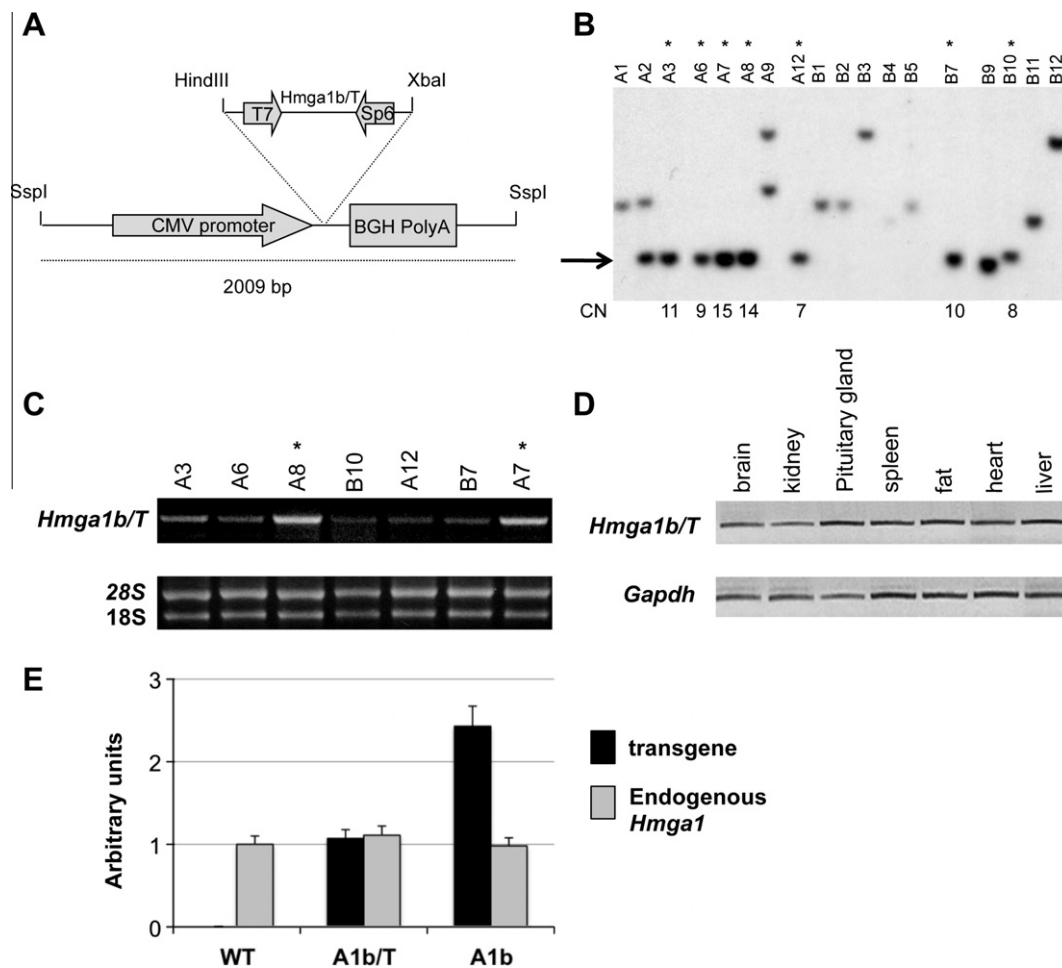 A
HindIII XbaI
Hmga1b/T
T7 Sp6
SspI SspI
CMV promoter BGH PolyA
2009 bp
B
* * * * * * *
A1 A2 A3 A6 A7 A8 A9 A12 B1 B2 B3 B4 B5 B7 B9 B10 B11 B12
CN 11 9 15 14 7 10 8
C
* *
A3 A6 A8 B10 A12 B7 A7
Hmga1b/T
28S
18S
D
brain kidney Pituitary gland spleen fat heart liver
Hmga1b/T
Gapdh
E
Arbitrary units
3
2
1
0
WT A1b/T A1b
transgene
Endogenous
Hmga1